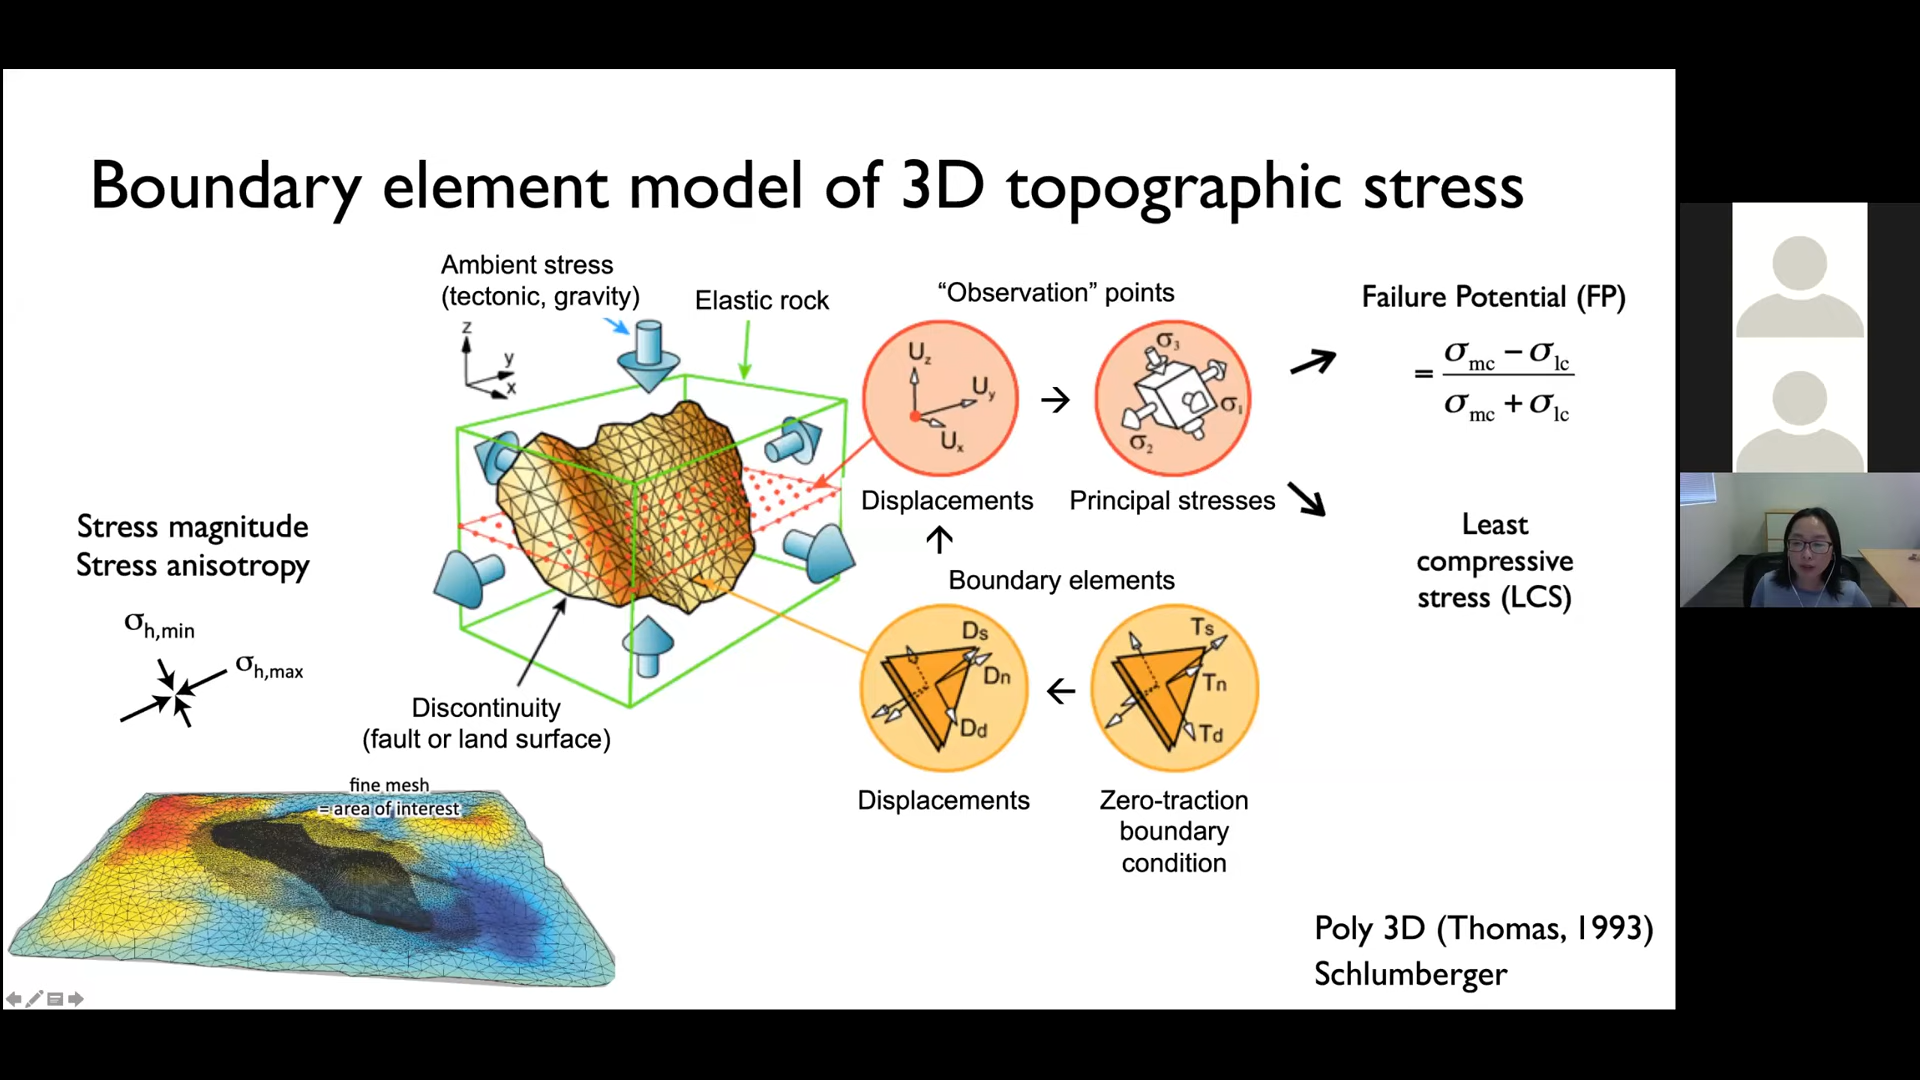 Boundary element model of 3D topographic stress
Ambient stress
(tectonic, gravity)
Elastic rock
“Observation” points
Failure Potential (FP)
z
y
x
Uz
Uy
Ux
σ3
σ1
σ2
= σmc − σlc
σmc + σlc
Displacements
Principal stresses
Stress magnitude
Stress anisotropy
Least
compressive
stress (LCS)
Boundary elements
σh,min
σh,max
Ds
Dn
Dd
Ts
Tn
Td
Discontinuity
(fault or land surface)
fine mesh
= area of interest
Displacements
Zero-traction
boundary
condition
Poly 3D (Thomas, 1993)
Schlumberger